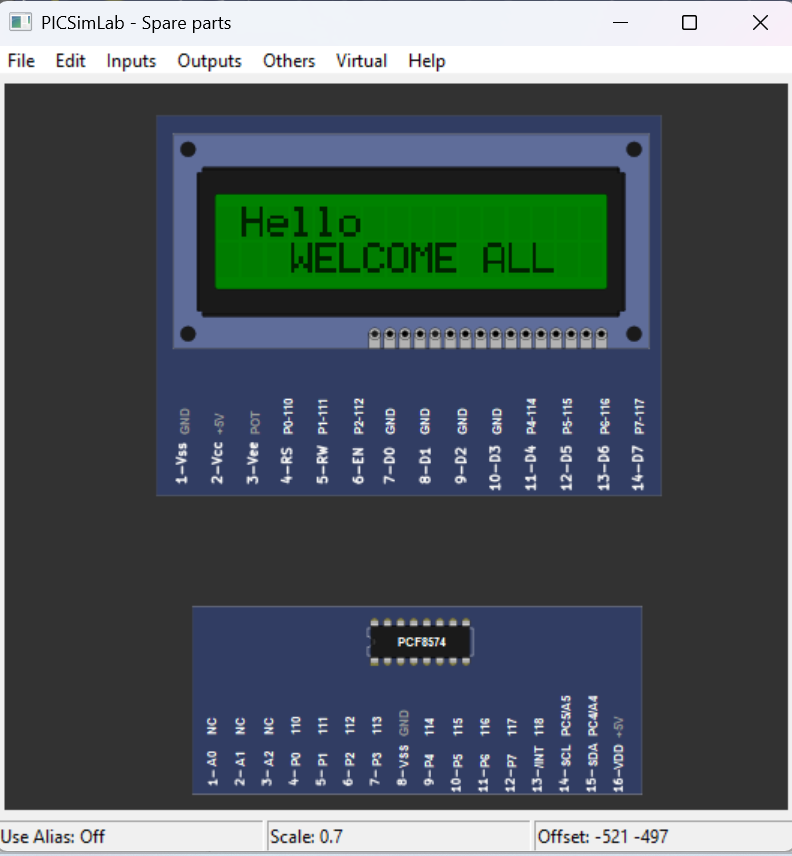 PICSimLab - Spare parts
File Edit Inputs Outputs Others Virtual Help
Hello
WELCOME ALL
1-Vss GND
2-Vcc +5V
3-Vee POT
4-RS P0-110
5-RW P1-111
6-EN P2-112
7-D0 GND
8-D1 GND
9-D2 GND
10-D3 GND
11-D4 P4-114
12-D5 P5-115
13-D6 P6-116
14-D7 P7-117
PCF8574
1-A0 NC
2-A1 NC
3-A2 NC
4-P0 110
5-P1 111
6-P2 112
7-P3 113
8-VSS GND
9-P4 114
10-P5 115
11-P6 116
12-P7 117
13-/INT 118
14-SCL PC5/A5
15-SDA PC4/A4
16-VDD +5V
Use Alias: Off
Scale: 0.7
Offset: -521 -497